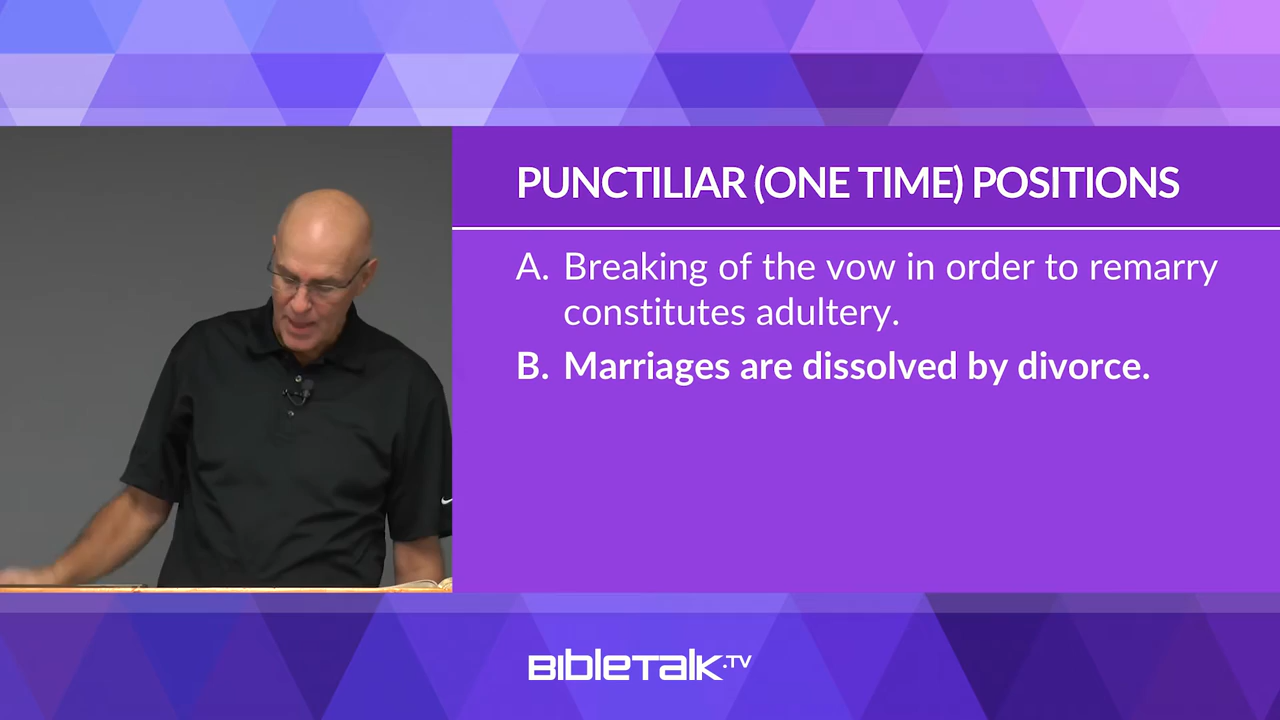 PUNCTILIAR (ONE TIME) POSITIONS
A. Breaking of the vow in order to remarry
constitutes adultery.
B. Marriages are dissolved by divorce.
BIBLETALK.TV